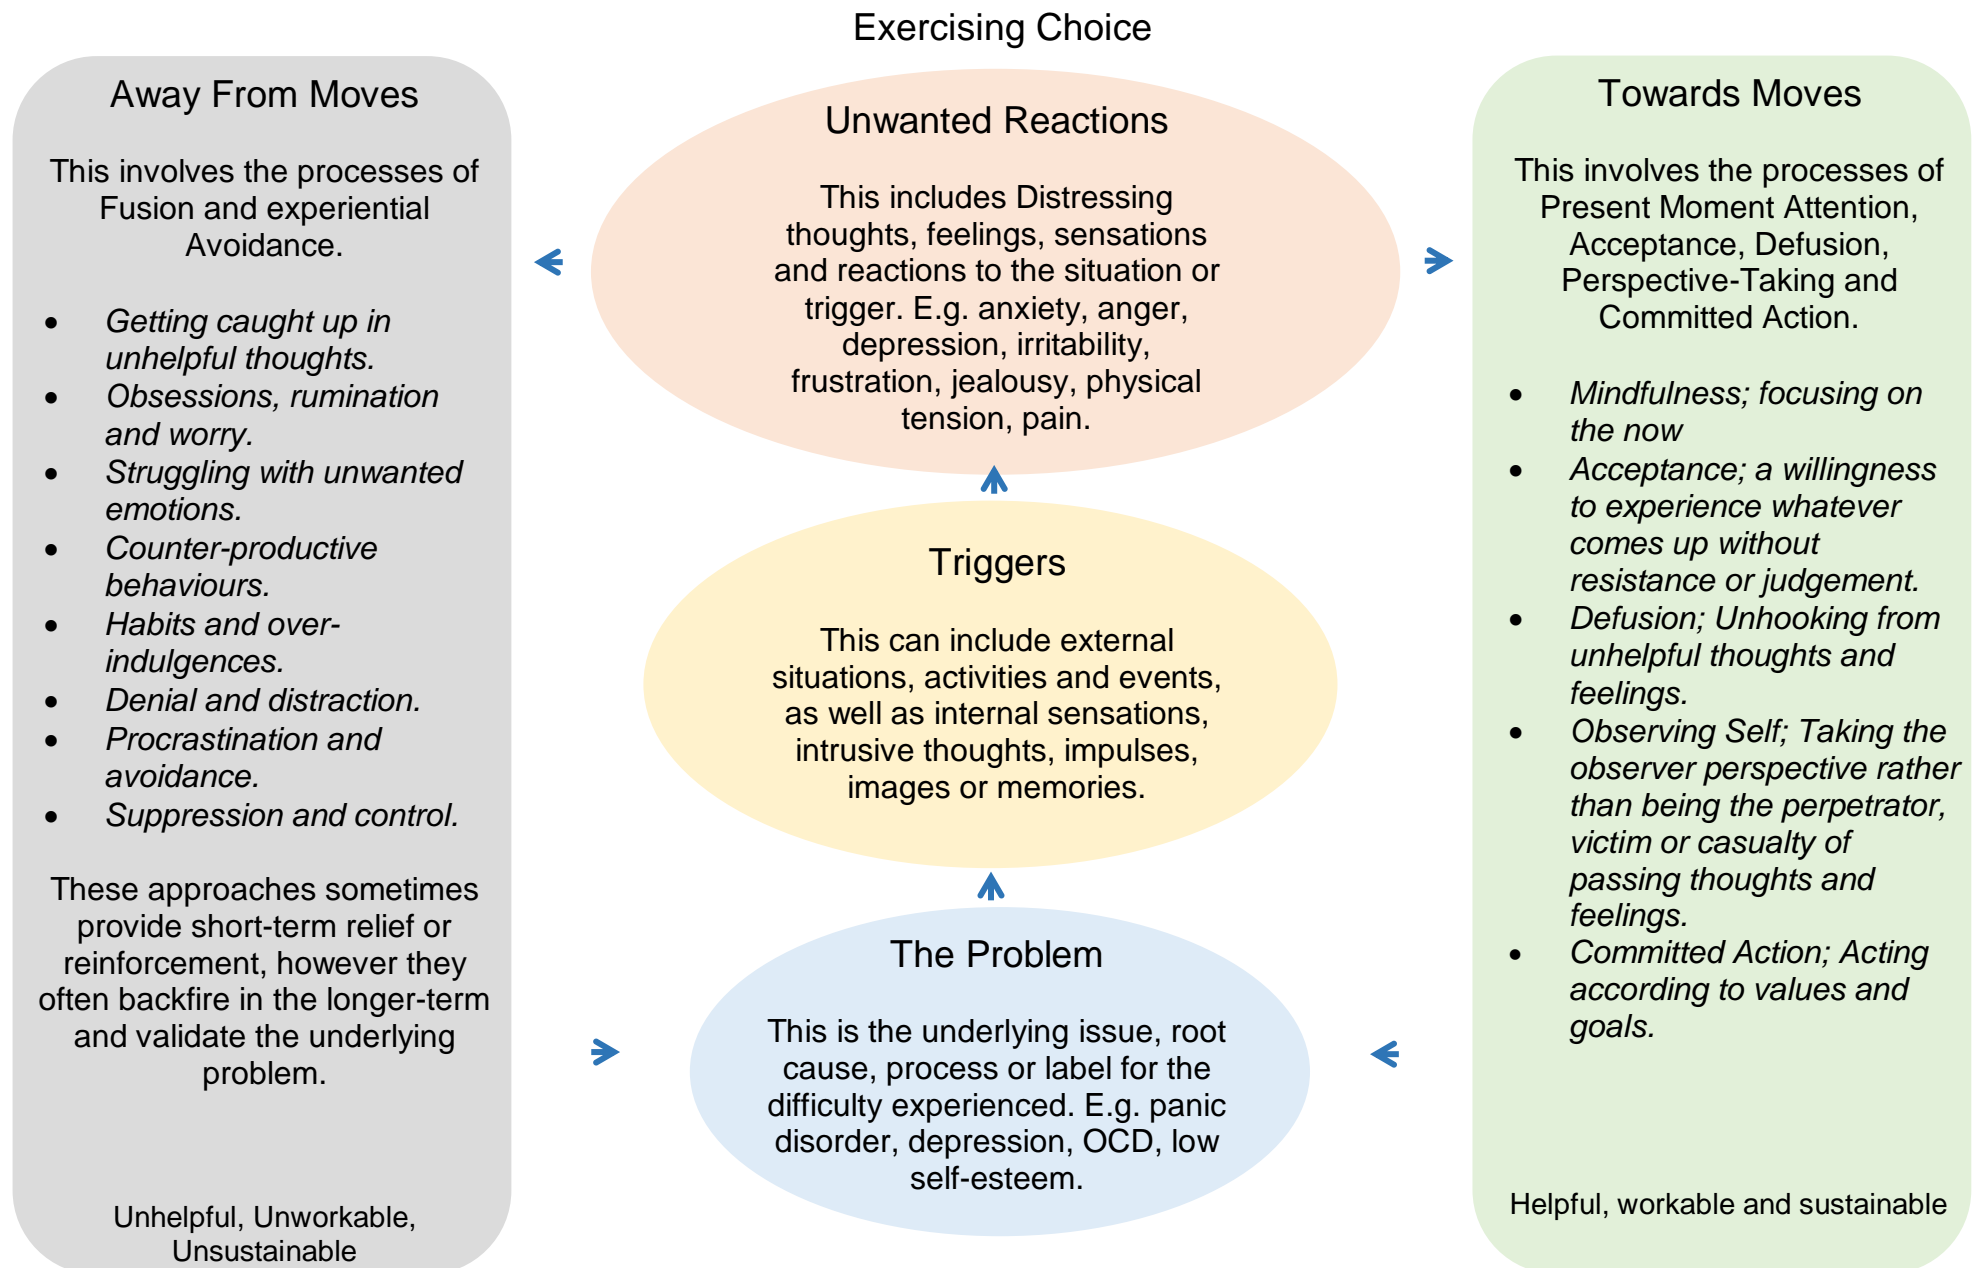 Exercising Choice
Away From Moves
This involves the processes of
Fusion and experiential
Avoidance.
• Getting caught up in
unhelpful thoughts.
• Obsessions, rumination
and worry.
• Struggling with unwanted
emotions.
• Counter-productive
behaviours.
• Habits and over-
indulgences.
• Denial and distraction.
• Procrastination and
avoidance.
• Suppression and control.
These approaches sometimes
provide short-term relief or
reinforcement, however they
often backfire in the longer-term
and validate the underlying
problem.
Unhelpful, Unworkable,
Unsustainable
Unwanted Reactions
This includes Distressing
thoughts, feelings, sensations
and reactions to the situation or
trigger. E.g. anxiety, anger,
depression, irritability,
frustration, jealousy, physical
tension, pain.
Triggers
This can include external
situations, activities and events,
as well as internal sensations,
intrusive thoughts, impulses,
images or memories.
The Problem
This is the underlying issue, root
cause, process or label for the
difficulty experienced. E.g. panic
disorder, depression, OCD, low
self-esteem.
Towards Moves
This involves the processes of
Present Moment Attention,
Acceptance, Defusion,
Perspective-Taking and
Committed Action.
• Mindfulness; focusing on
the now
• Acceptance; a willingness
to experience whatever
comes up without
resistance or judgement.
• Defusion; Unhooking from
unhelpful thoughts and
feelings.
• Observing Self; Taking the
observer perspective rather
than being the perpetrator,
victim or casualty of
passing thoughts and
feelings.
• Committed Action; Acting
according to values and
goals.
Helpful, workable and sustainable